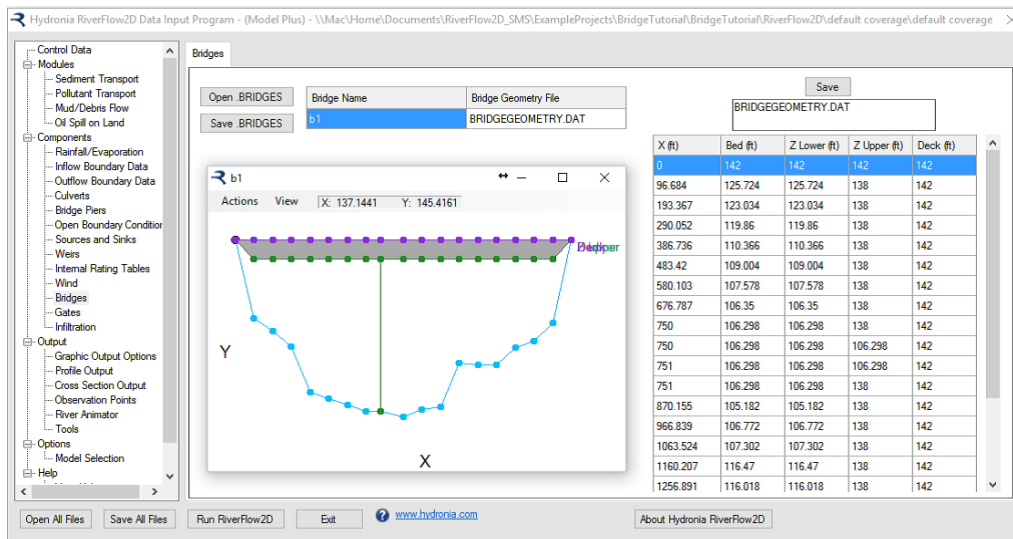 Hydronia RiverFlow2D Data Input Program - (Model Plus) - \\Mac\Home\Documents\RiverFlow2D_SMS\ExampleProjects\BridgeTutorial\BridgeTutorial\RiverFlow2D\default coverage\default coverage
Control Data
Modules
Sediment Transport
Pollutant Transport
Mud/Debris Flow
Oil Spill on Land
Components
Rainfall/Evaporation
Inflow Boundary Data
Outflow Boundary Data
Culverts
Bridge Piers
Open Boundary Condition
Sources and Sinks
Weirs
Internal Rating Tables
Wind
Bridges
Gates
Infiltration
Output
Graphic Output Options
Profile Output
Cross Section Output
Observation Points
River Animator
Tools
Options
Model Selection
Help
Bridges
Open .BRIDGES
Save .BRIDGES
Bridge Name Bridge Geometry File
b1 BRIDGEGEOMETRY.DAT
Save
BRIDGEGEOMETRY.DAT
b1
Actions View X: 137.1441 Y: 145.4161
Y
X
X (ft) Bed (ft) Z Lower (ft) Z Upper (ft) Deck (ft)
0 142 142 142 142
96.684 125.724 125.724 138 142
193.367 123.034 123.034 138 142
290.052 119.86 119.86 138 142
386.736 110.366 110.366 138 142
483.42 109.004 109.004 138 142
580.103 107.578 107.578 138 142
676.787 106.35 106.35 138 142
750 106.298 106.298 138 142
750 106.298 106.298 106.298 142
751 106.298 106.298 106.298 142
751 106.298 106.298 138 142
870.155 105.182 105.182 138 142
966.839 106.772 106.772 138 142
1063.524 107.302 107.302 138 142
1160.207 116.47 116.47 138 142
1256.891 116.018 116.018 138 142
Open All Files Save All Files Run RiverFlow2D Exit www.hydronia.com About Hydronia RiverFlow2D